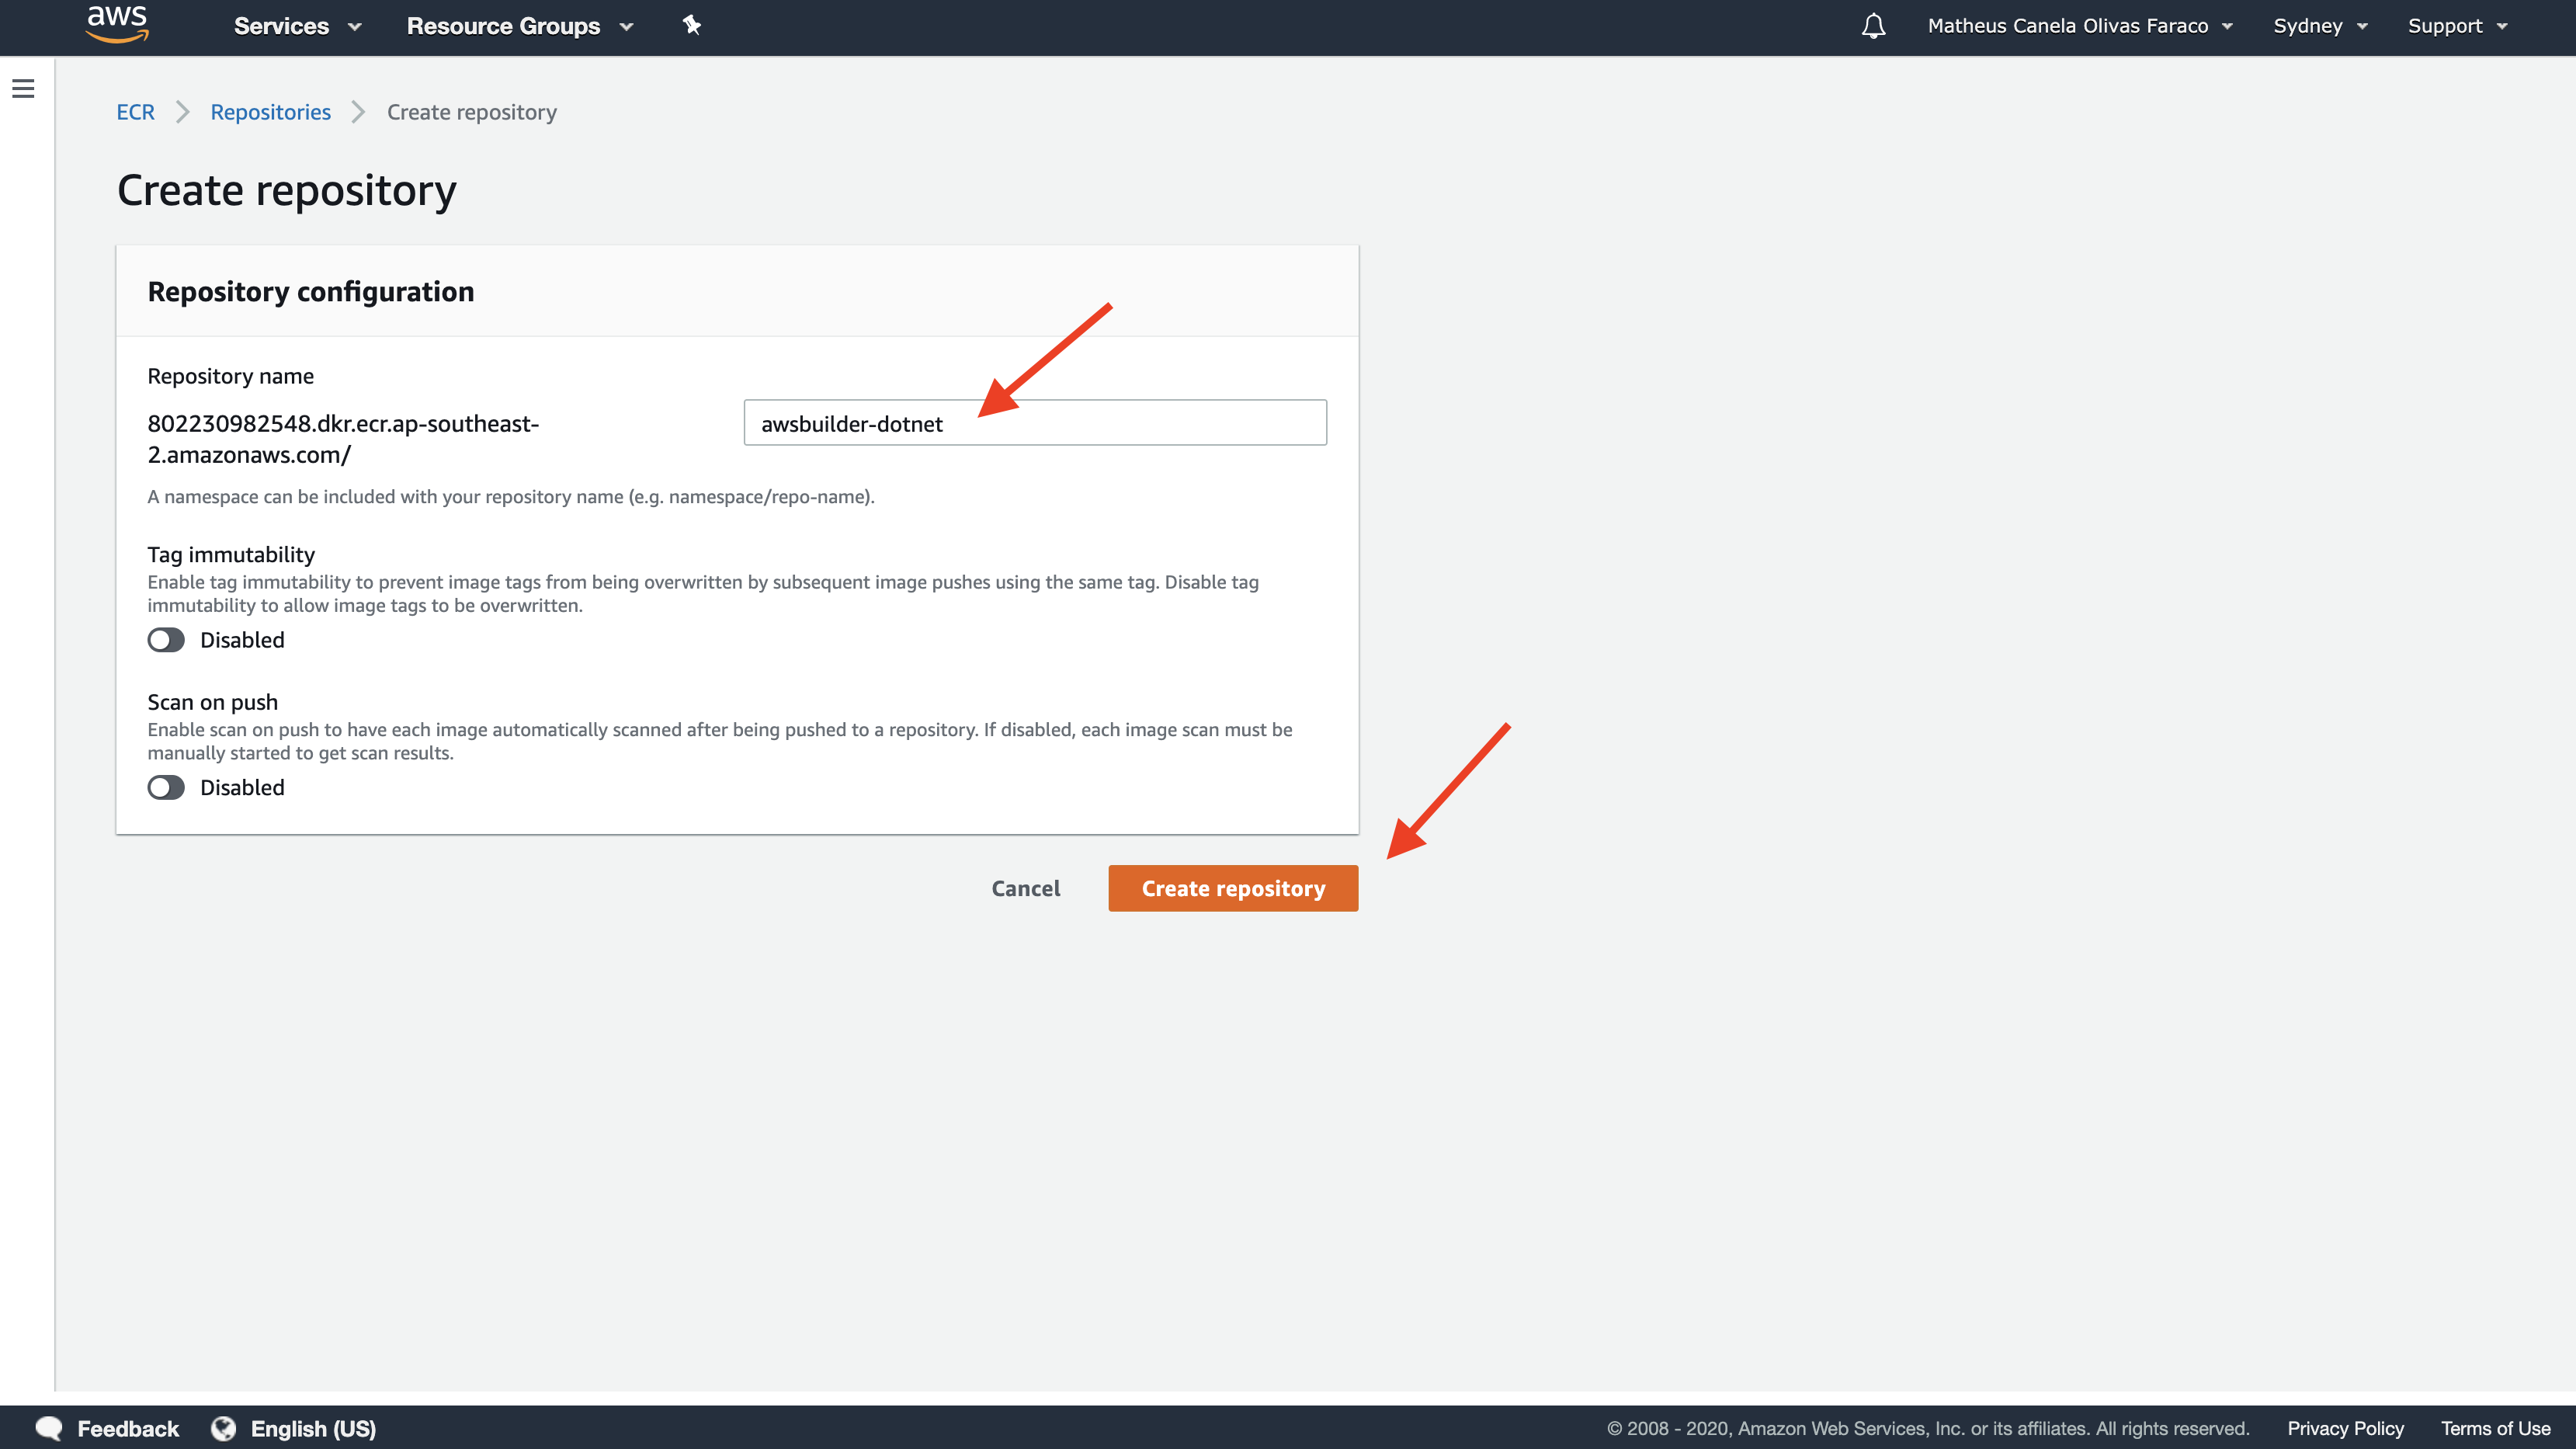 aws
Services
Resource Groups
Matheus Canela Olivas Faraco
Sydney
Support
ECR
Repositories
Create repository
Create repository
Repository configuration
Repository name
802230982548.dkr.ecr.ap-southeast-
2.amazonaws.com/
awsbuilder-dotnet
A namespace can be included with your repository name (e.g. namespace/repo-name).
Tag immutability
Enable tag immutability to prevent image tags from being overwritten by subsequent image pushes using the same tag. Disable tag
immutability to allow image tags to be overwritten.
Disabled
Scan on push
Enable scan on push to have each image automatically scanned after being pushed to a repository. If disabled, each image scan must be
manually started to get scan results.
Disabled
Cancel
Create repository
Feedback
English (US)
© 2008 - 2020, Amazon Web Services, Inc. or its affiliates. All rights reserved.
Privacy Policy
Terms of Use